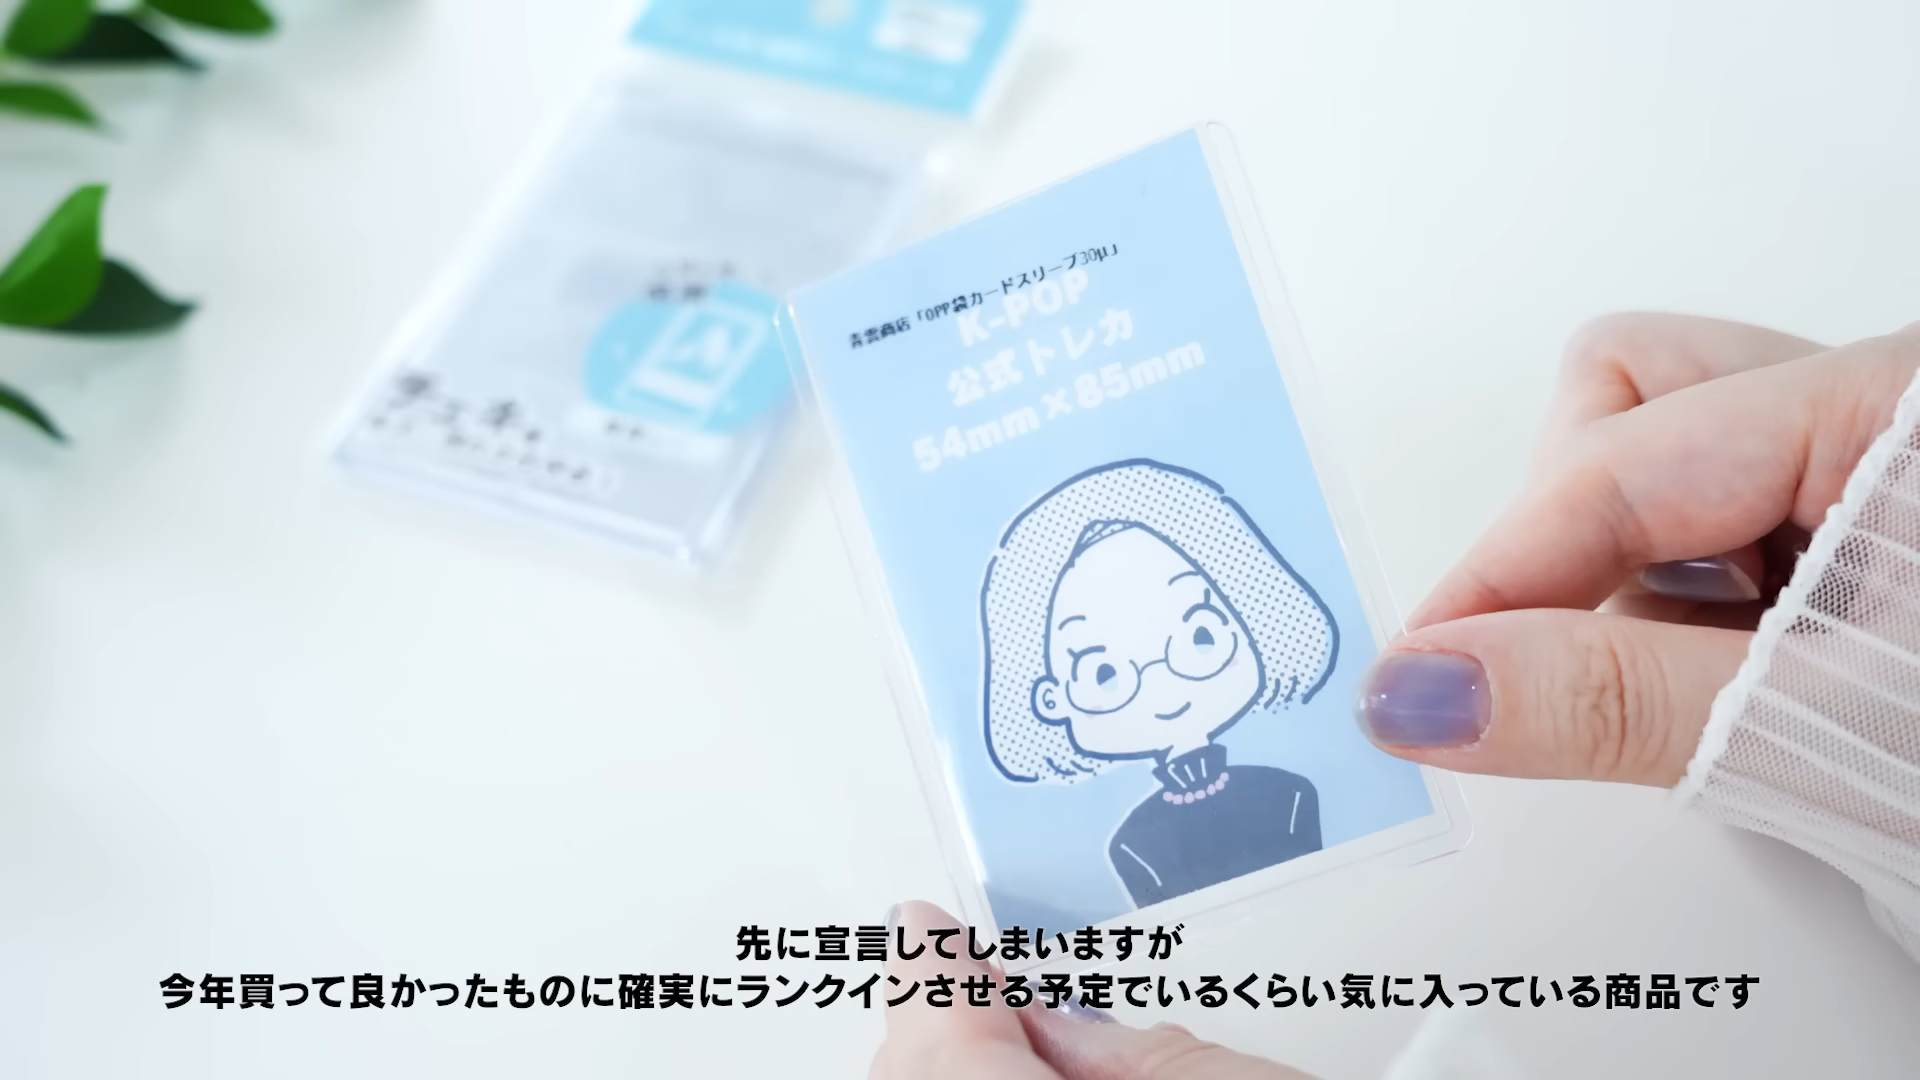 青雲商店「OPP袋カードスリーブ30μ」
K-POP
公式トレカ
54mm×85mm
先に宣言してしまいますが
今年買って良かったものに確実にランクインさせる予定でいるくらい気に入っている商品です